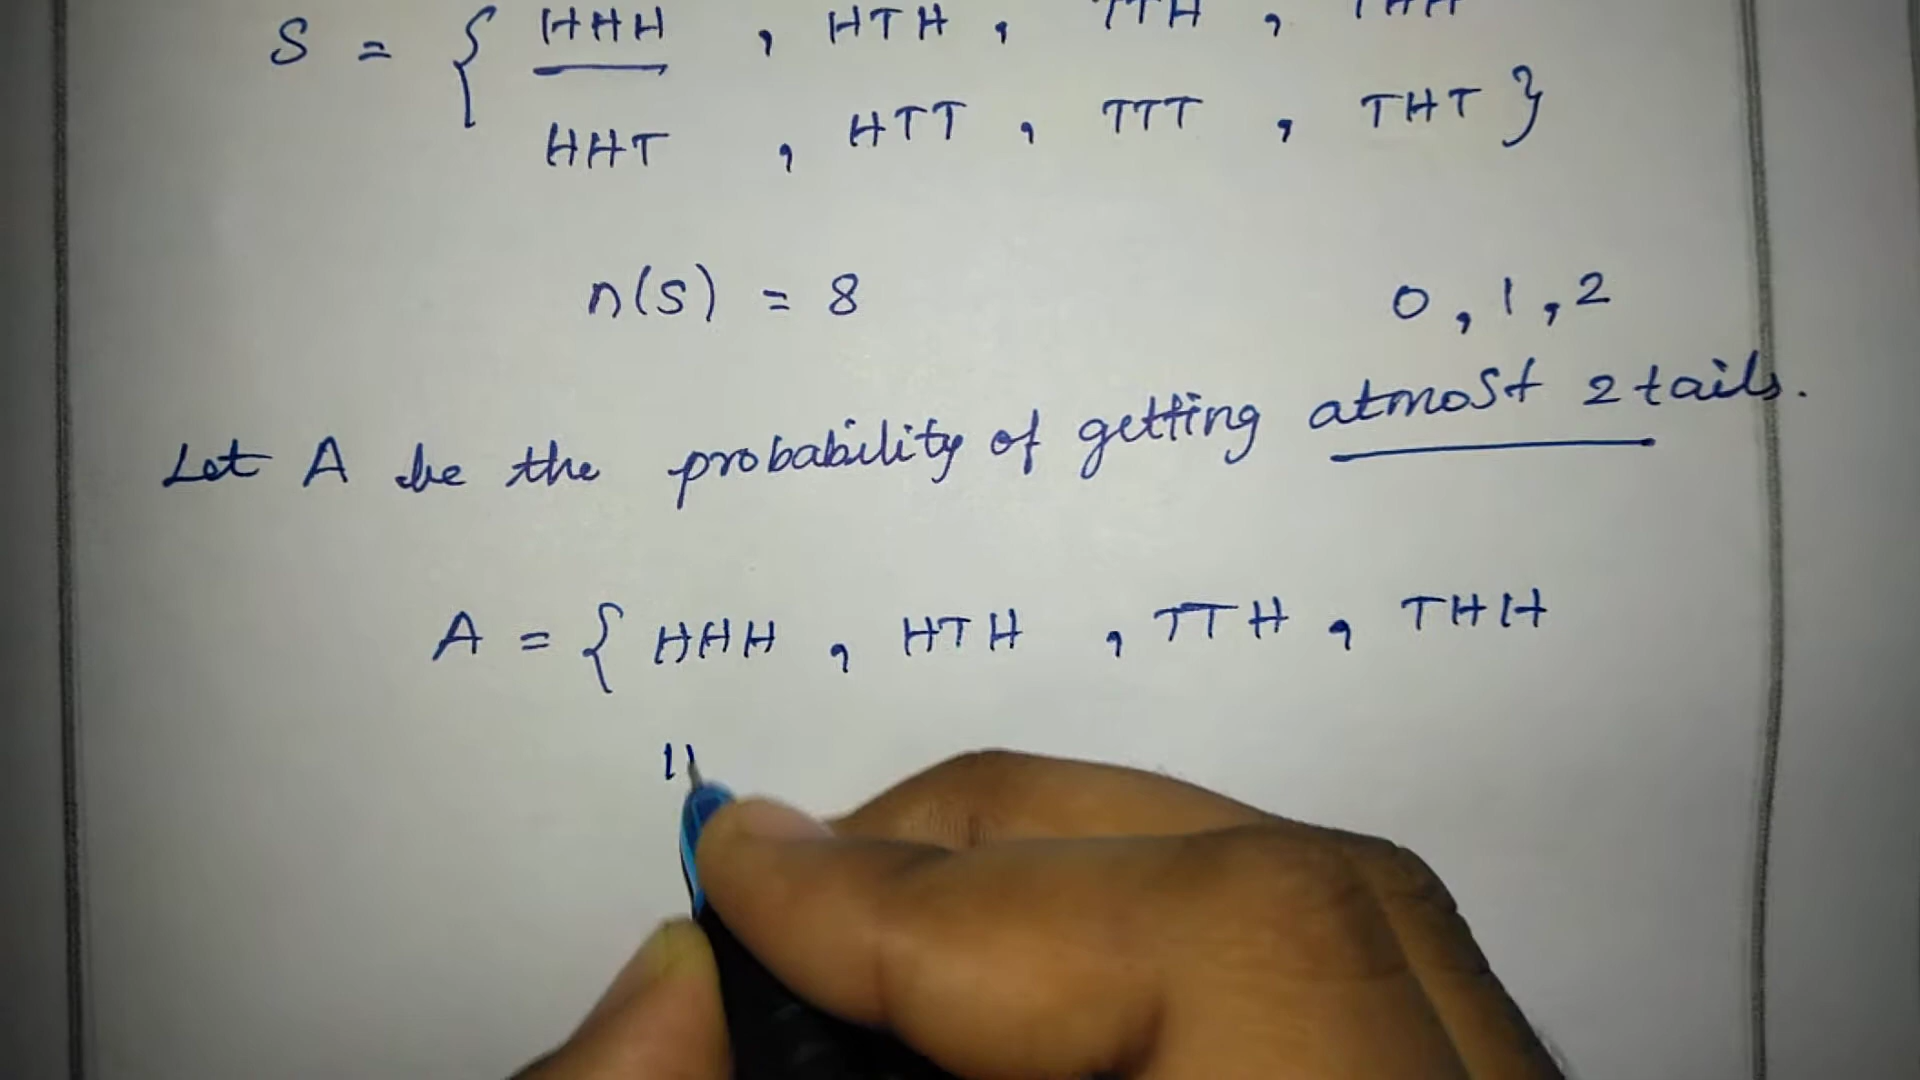 S = { HHH , HTH , TTH , THH
HHT , HTT , TTT , THT }
n(S) = 8
0 , 1 , 2
Let A be the probability of getting atmost 2 tails.
A = { HHH , HTH , TTH , THH